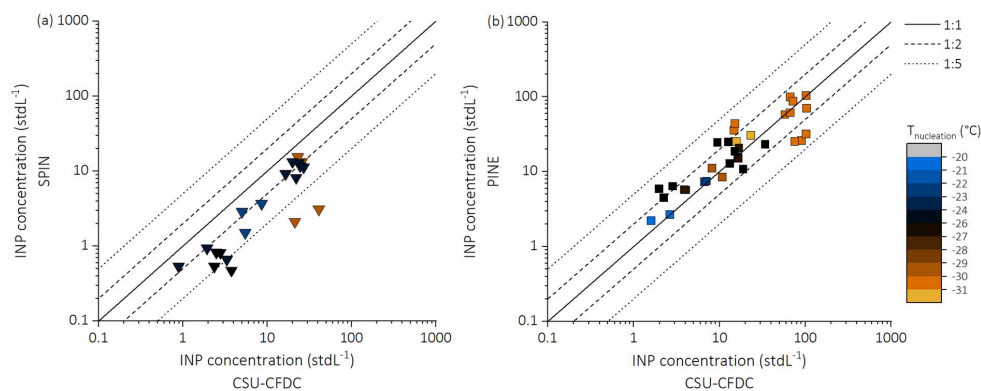 (a) 1000
100
10
1
0.1
INP concentration (stdL⁻¹)
SPIN
0.1 1 10 100 1000
INP concentration (stdL⁻¹)
CSU-CFDC
(b) 1000
100
10
1
0.1
INP concentration (stdL⁻¹)
PINE
0.1 1 10 100 1000
INP concentration (stdL⁻¹)
CSU-CFDC
1:1
1:2
1:5
Tnucleation (°C)
-20
-21
-22
-23
-24
-26
-27
-28
-29
-30
-31